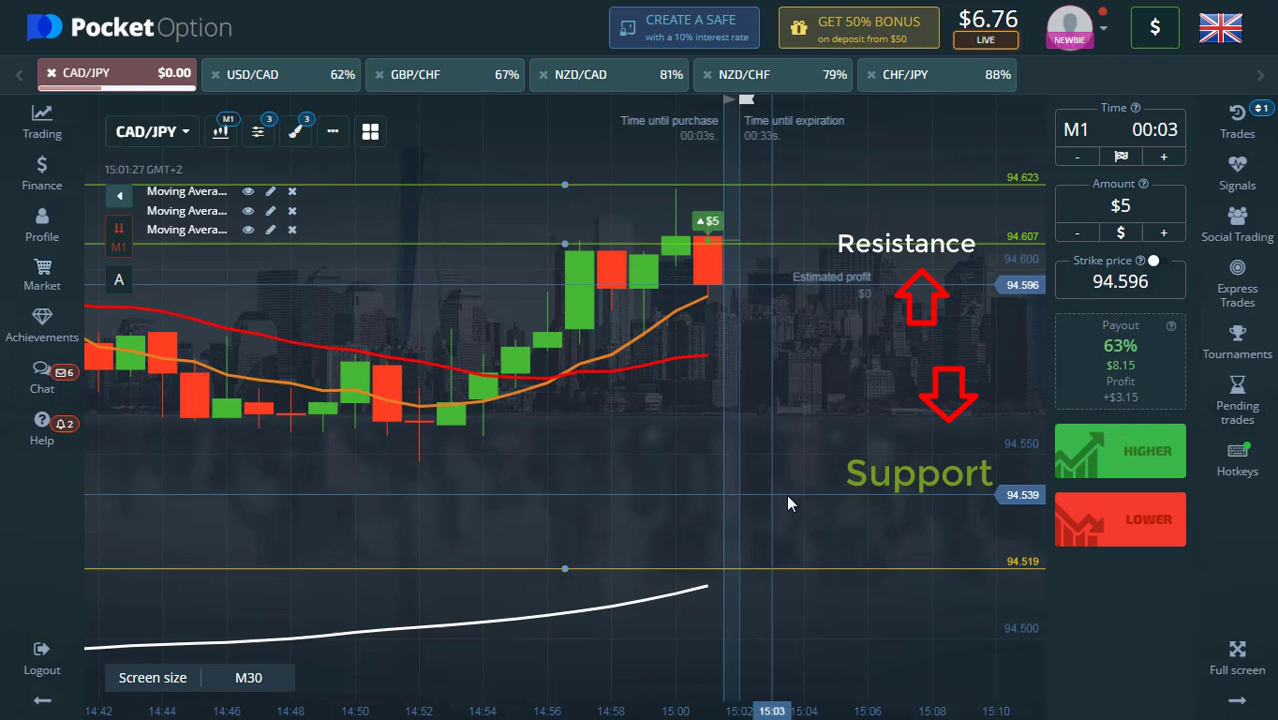 PocketOption
CREATE A SAFE
with a 10% interest rate
GET 50% BONUS
on deposit from $50
$6.76
LIVE
NEWBIE
$
CAD/JPY $0.00
USD/CAD 62%
GBP/CHF 67%
NZD/CAD 81%
NZD/CHF 79%
CHF/JPY 88%
Trading
Finance
Profile
Market
Achievements
Chat
6
Help
2
Logout
CAD/JPY
M1
3
3
15:01:27 GMT+2
Moving Avera...
Moving Avera...
Moving Avera...
M1
A
Time until purchase
00:03s.
Time until expiration
00:33s.
$5
Resistance
Estimated profit
$0
Support
94.623
94.607
94.600
94.596
94.550
94.539
94.519
94.500
Screen size M30
14:42 14:44 14:46 14:48 14:50 14:52 14:54 14:56 14:58 15:00 15:02 15:03 15:04 15:06 15:08 15:10
Time
M1 00:03
- +
Amount
$5
- $ +
Strike price
94.596
Payout
63%
$8.15
Profit
+$3.15
HIGHER
LOWER
1
Trades
Signals
Social Trading
Express
Trades
Tournaments
Pending
trades
Hotkeys
Full screen